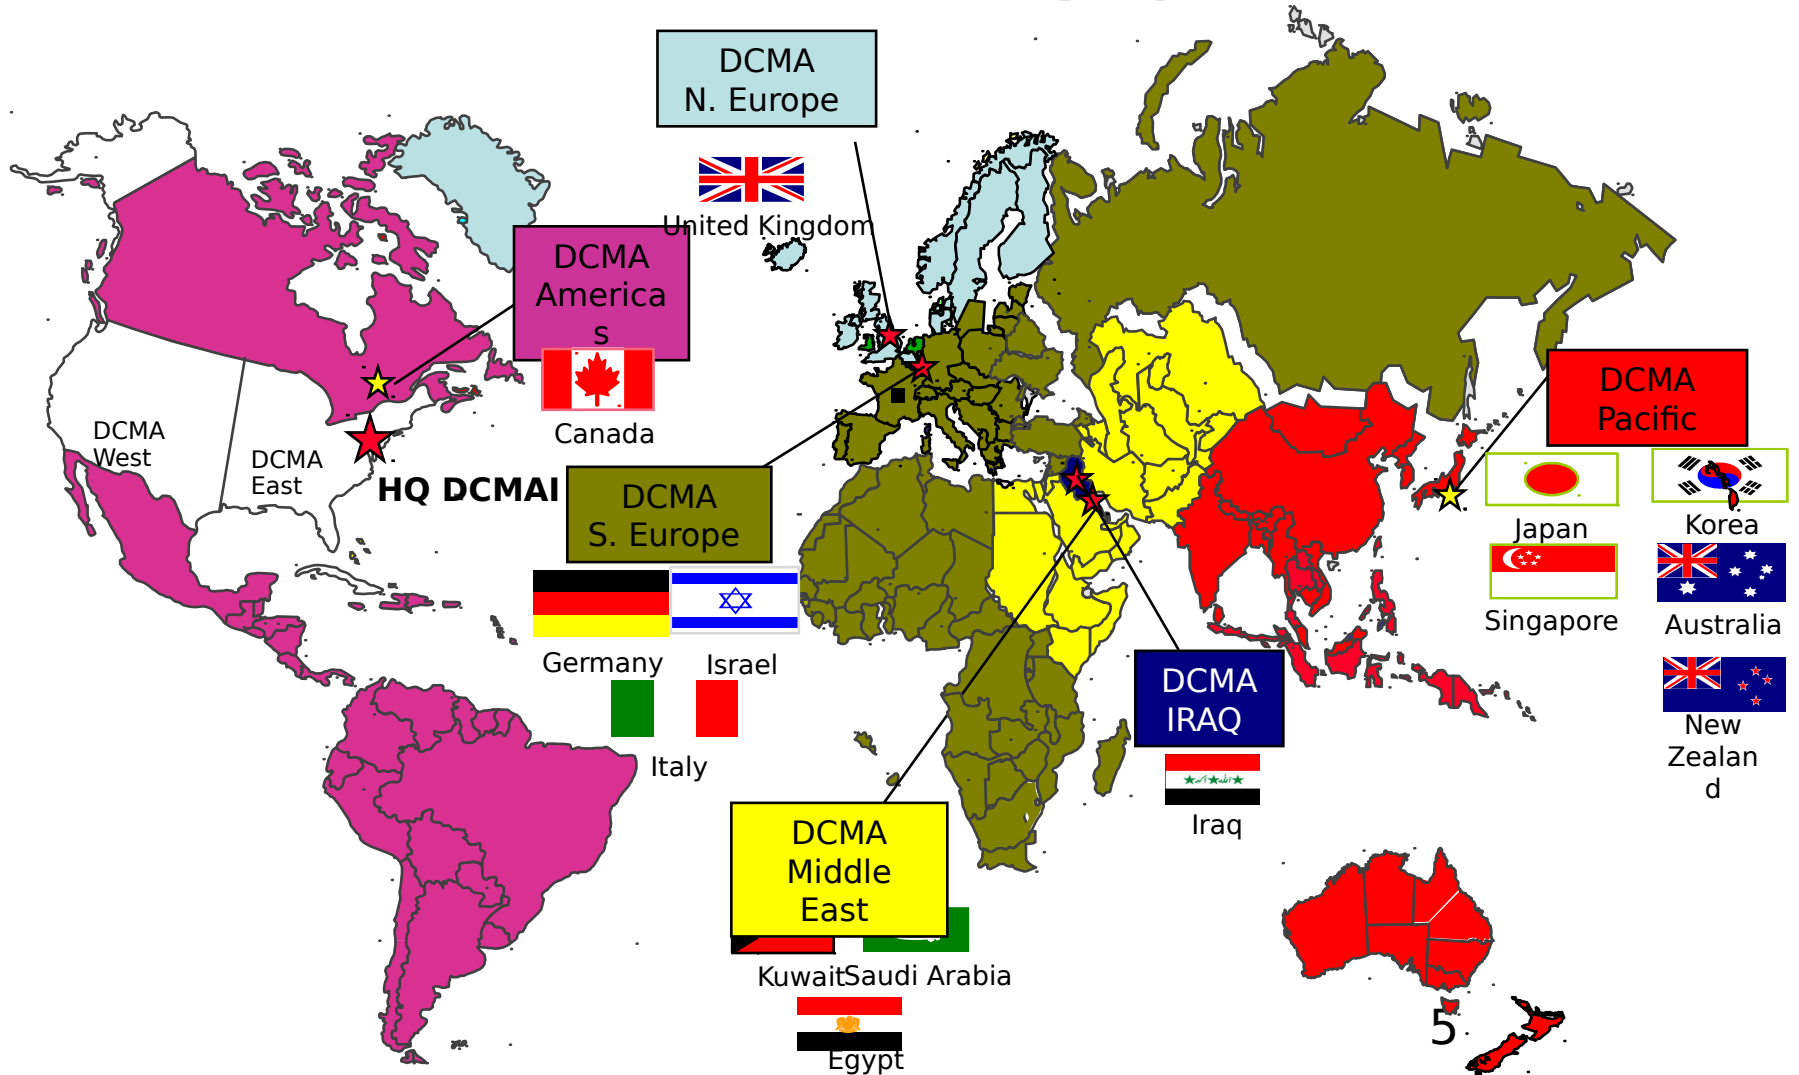 DCMA
N. Europe
United Kingdom
DCMA
America
s
Canada
DCMA
West
DCMA
East
HQ DCMAI
DCMA
S. Europe
Germany
Israel
Italy
DCMA
Pacific
Japan
Korea
Singapore
Australia
New
Zealan
d
DCMA
IRAQ
Iraq
DCMA
Middle
East
Kuwait
Saudi Arabia
Egypt
5